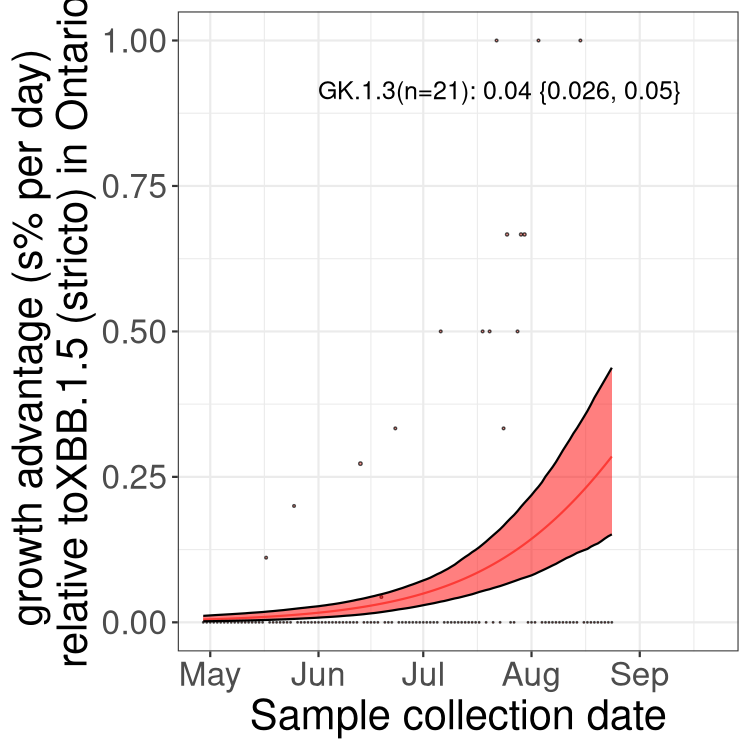 growth advantage (s% per day)
relative toXBB.1.5 (stricto) in Ontario
1.00
0.75
0.50
0.25
0.00
GK.1.3(n=21): 0.04 {0.026, 0.05}
May Jun Jul Aug Sep
Sample collection date